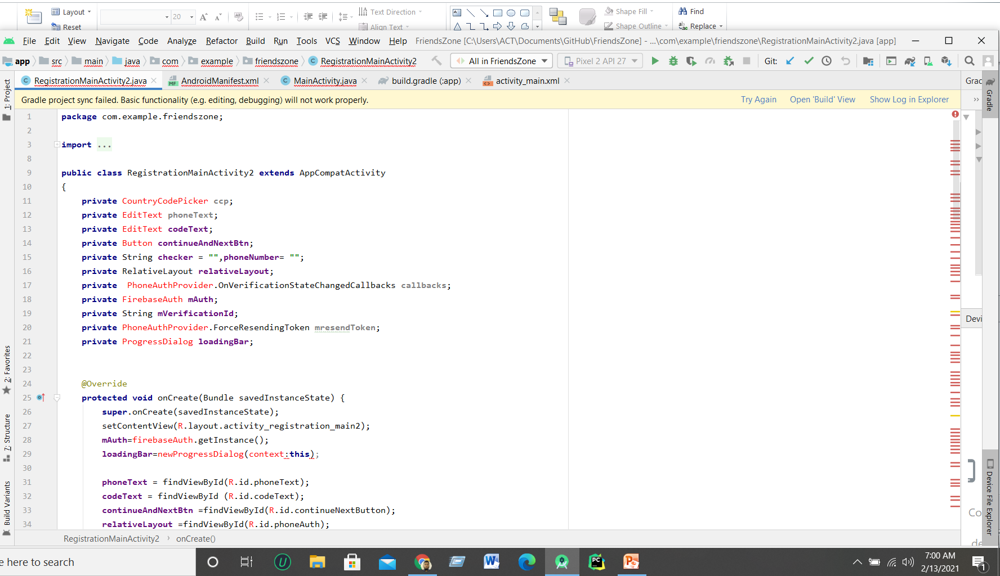 Layout
Reset
20
Text Direction
Align Text
Shape Fill
Shape Outline
Find
Replace
File Edit View Navigate Code Analyze Refactor Build Run Tools VCS Window Help FriendsZone [C:\Users\ACT\Documents\GitHub\FriendsZone] - ...\com\example\friendszone\RegistrationMainActivity2.java [app]
app src main java com example friendszone RegistrationMainActivity2 All in FriendsZone Pixel 2 API 27 Git:
RegistrationMainActivity2.java AndroidManifest.xml MainActivity.java build.gradle (:app) activity_main.xml Grac
Gradle project sync failed. Basic functionality (e.g. editing, debugging) will not work properly. Try Again Open 'Build' View Show Log in Explorer
1: Project
2: Favorites
7: Structure
Build Variants
1 package com.example.friendszone;
2
3 import ...
8
9 public class RegistrationMainActivity2 extends AppCompatActivity
10 {
11 private CountryCodePicker ccp;
12 private EditText phoneText;
13 private EditText codeText;
14 private Button continueAndNextBtn;
15 private String checker = "",phoneNumber= "";
16 private RelativeLayout relativeLayout;
17 private  PhoneAuthProvider.OnVerificationStateChangedCallbacks callbacks;
18 private FirebaseAuth mAuth;
19 private String mVerificationId;
20 private PhoneAuthProvider.ForceResendingToken mresendToken;
21 private ProgressDialog loadingBar;
22
23
24 @Override
25 protected void onCreate(Bundle savedInstanceState) {
26 super.onCreate(savedInstanceState);
27 setContentView(R.layout.activity_registration_main2);
28 mAuth=firebaseAuth.getInstance();
29 loadingBar=newProgressDialog(context:this);
30
31 phoneText = findViewById(R.id.phoneText);
32 codeText = findViewById (R.id.codeText);
33 continueAndNextBtn =findViewById(R.id.continueNextButton);
34 relativeLayout =findViewById(R.id.phoneAuth);
Gradle
Devi
Device File Explorer
Co
de
RegistrationMainActivity2 › onCreate()
e here to search
7:00 AM
2/13/2021
1